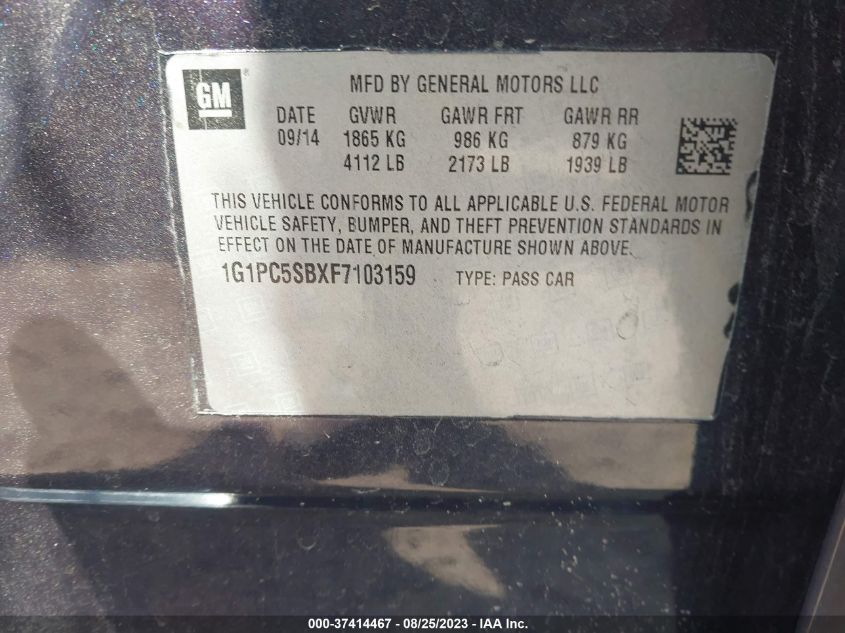 GM
MFD BY GENERAL MOTORS LLC
DATE GVWR GAWR FRT GAWR RR
09/14 1865 KG 986 KG 879 KG
4112 LB 2173 LB 1939 LB
THIS VEHICLE CONFORMS TO ALL APPLICABLE U.S. FEDERAL MOTOR
VEHICLE SAFETY, BUMPER, AND THEFT PREVENTION STANDARDS IN
EFFECT ON THE DATE OF MANUFACTURE SHOWN ABOVE.
1G1PC5SBXF7103159 TYPE: PASS CAR
000-37414467 - 08/25/2023 - IAA Inc.